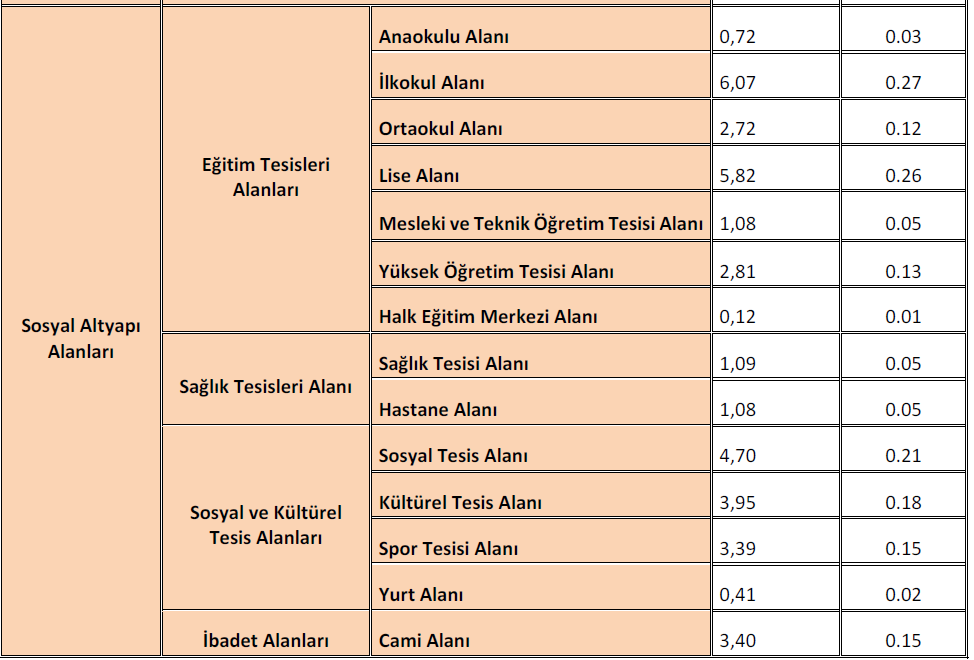 Sosyal Altyapı
Alanları
Eğitim Tesisleri
Alanları
Anaokulu Alanı 0,72 0.03
İlkokul Alanı 6,07 0.27
Ortaokul Alanı 2,72 0.12
Lise Alanı 5,82 0.26
Mesleki ve Teknik Öğretim Tesisi Alanı 1,08 0.05
Yüksek Öğretim Tesisi Alanı 2,81 0.13
Halk Eğitim Merkezi Alanı 0,12 0.01
Sağlık Tesisleri Alanı
Sağlık Tesisi Alanı 1,09 0.05
Hastane Alanı 1,08 0.05
Sosyal ve Kültürel
Tesis Alanları
Sosyal Tesis Alanı 4,70 0.21
Kültürel Tesis Alanı 3,95 0.18
Spor Tesisi Alanı 3,39 0.15
Yurt Alanı 0,41 0.02
İbadet Alanları
Cami Alanı 3,40 0.15